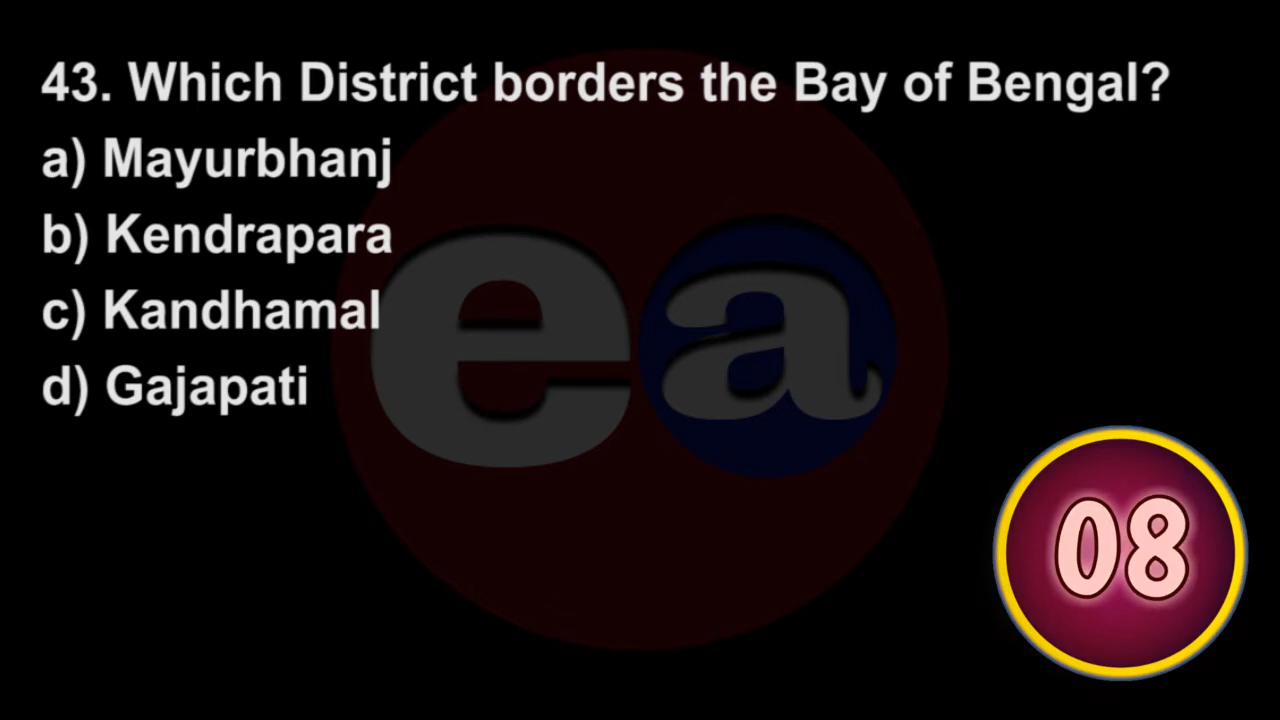 43. Which District borders the Bay of Bengal?
a) Mayurbhanj
b) Kendrapara
c) Kandhamal
d) Gajapati
ea
08